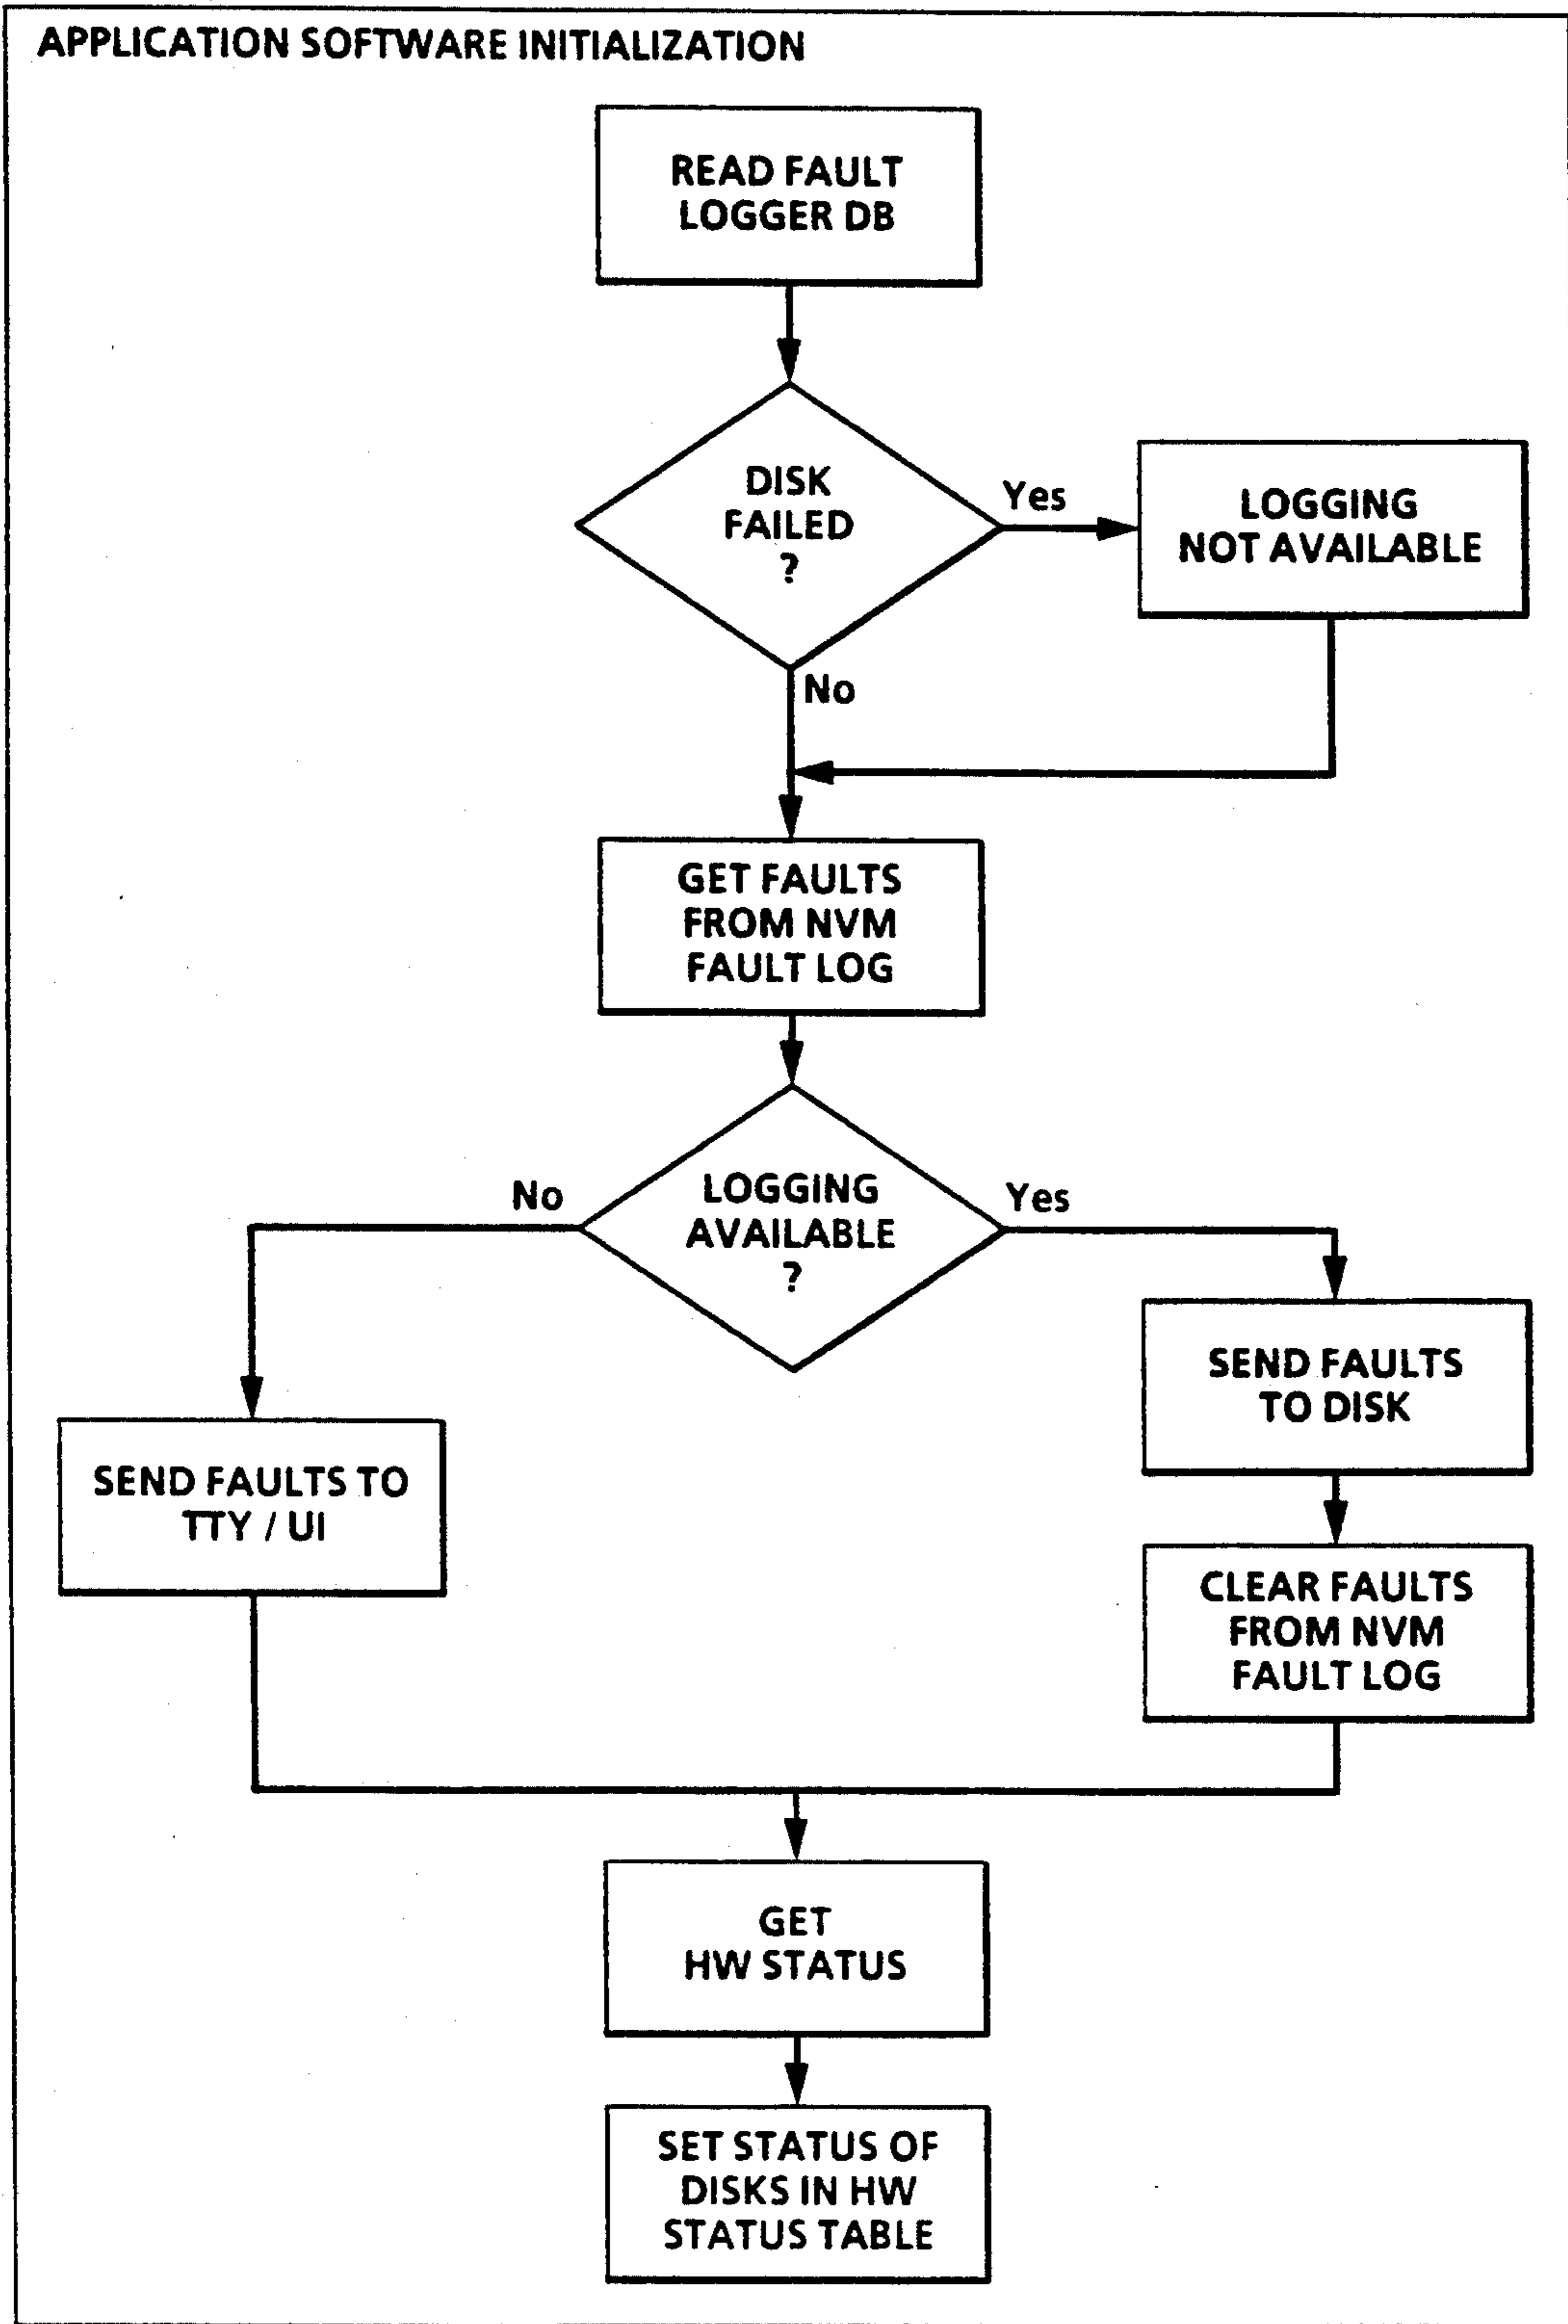 APPLICATION SOFTWARE INITIALIZATION
READ FAULT
LOGGER DB
DISK
FAILED
?
Yes
LOGGING
NOT AVAILABLE
No
GET FAULTS
FROM NVM
FAULT LOG
LOGGING
AVAILABLE
?
No
Yes
SEND FAULTS
TO DISK
SEND FAULTS TO
TTY / UI
CLEAR FAULTS
FROM NVM
FAULT LOG
GET
HW STATUS
SET STATUS OF
DISKS IN HW
STATUS TABLE